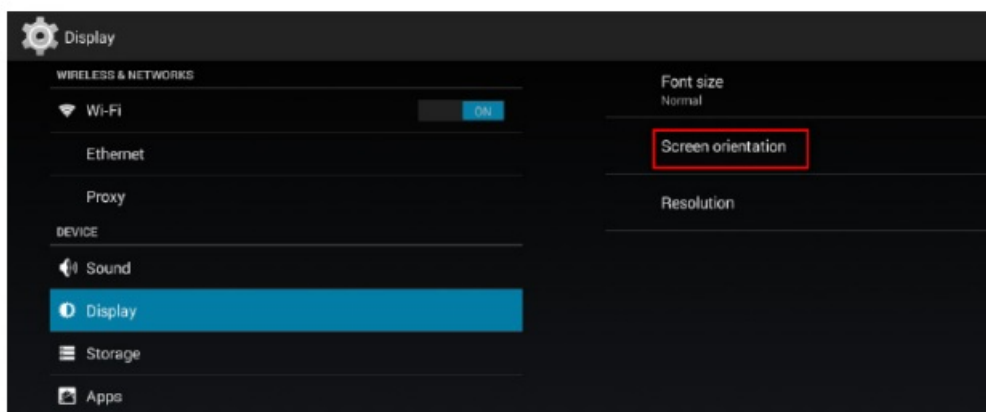 Display
WIRELESS & NETWORKS
Wi-Fi
ON
Ethernet
Proxy
DEVICE
Sound
Display
Storage
Apps
Font size
Normal
Screen orientation
Resolution